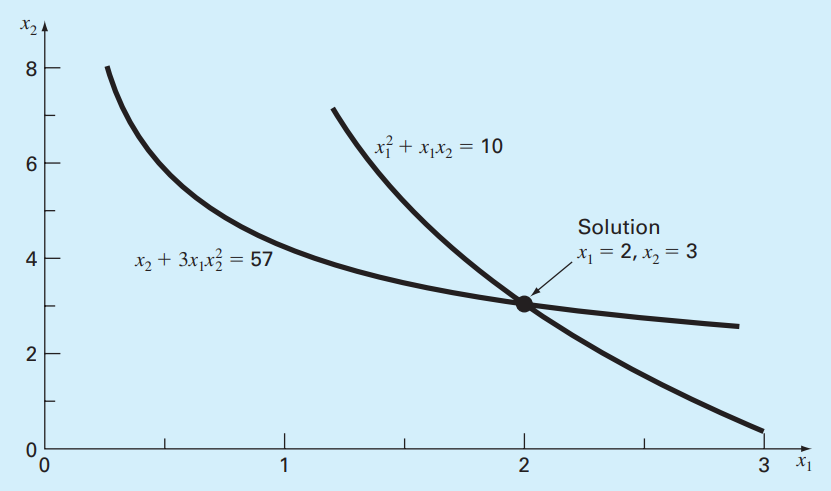 x₂
8
6
4
2
0
x₁² + x₁x₂ = 10
Solution
x₁ = 2, x₂ = 3
x₂ + 3x₁x₂² = 57
0 1 2 3 x₁